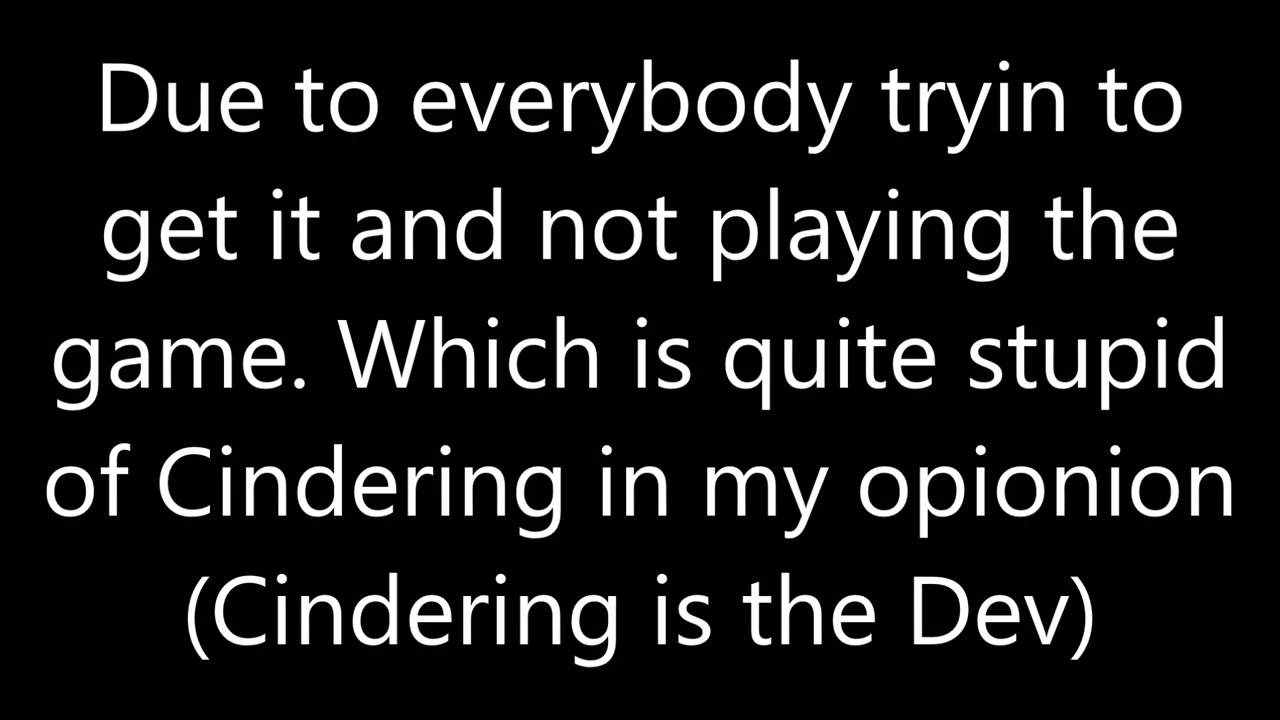 Due to everybody tryin to
get it and not playing the
game. Which is quite stupid
of Cindering in my opionion
(Cindering is the Dev)